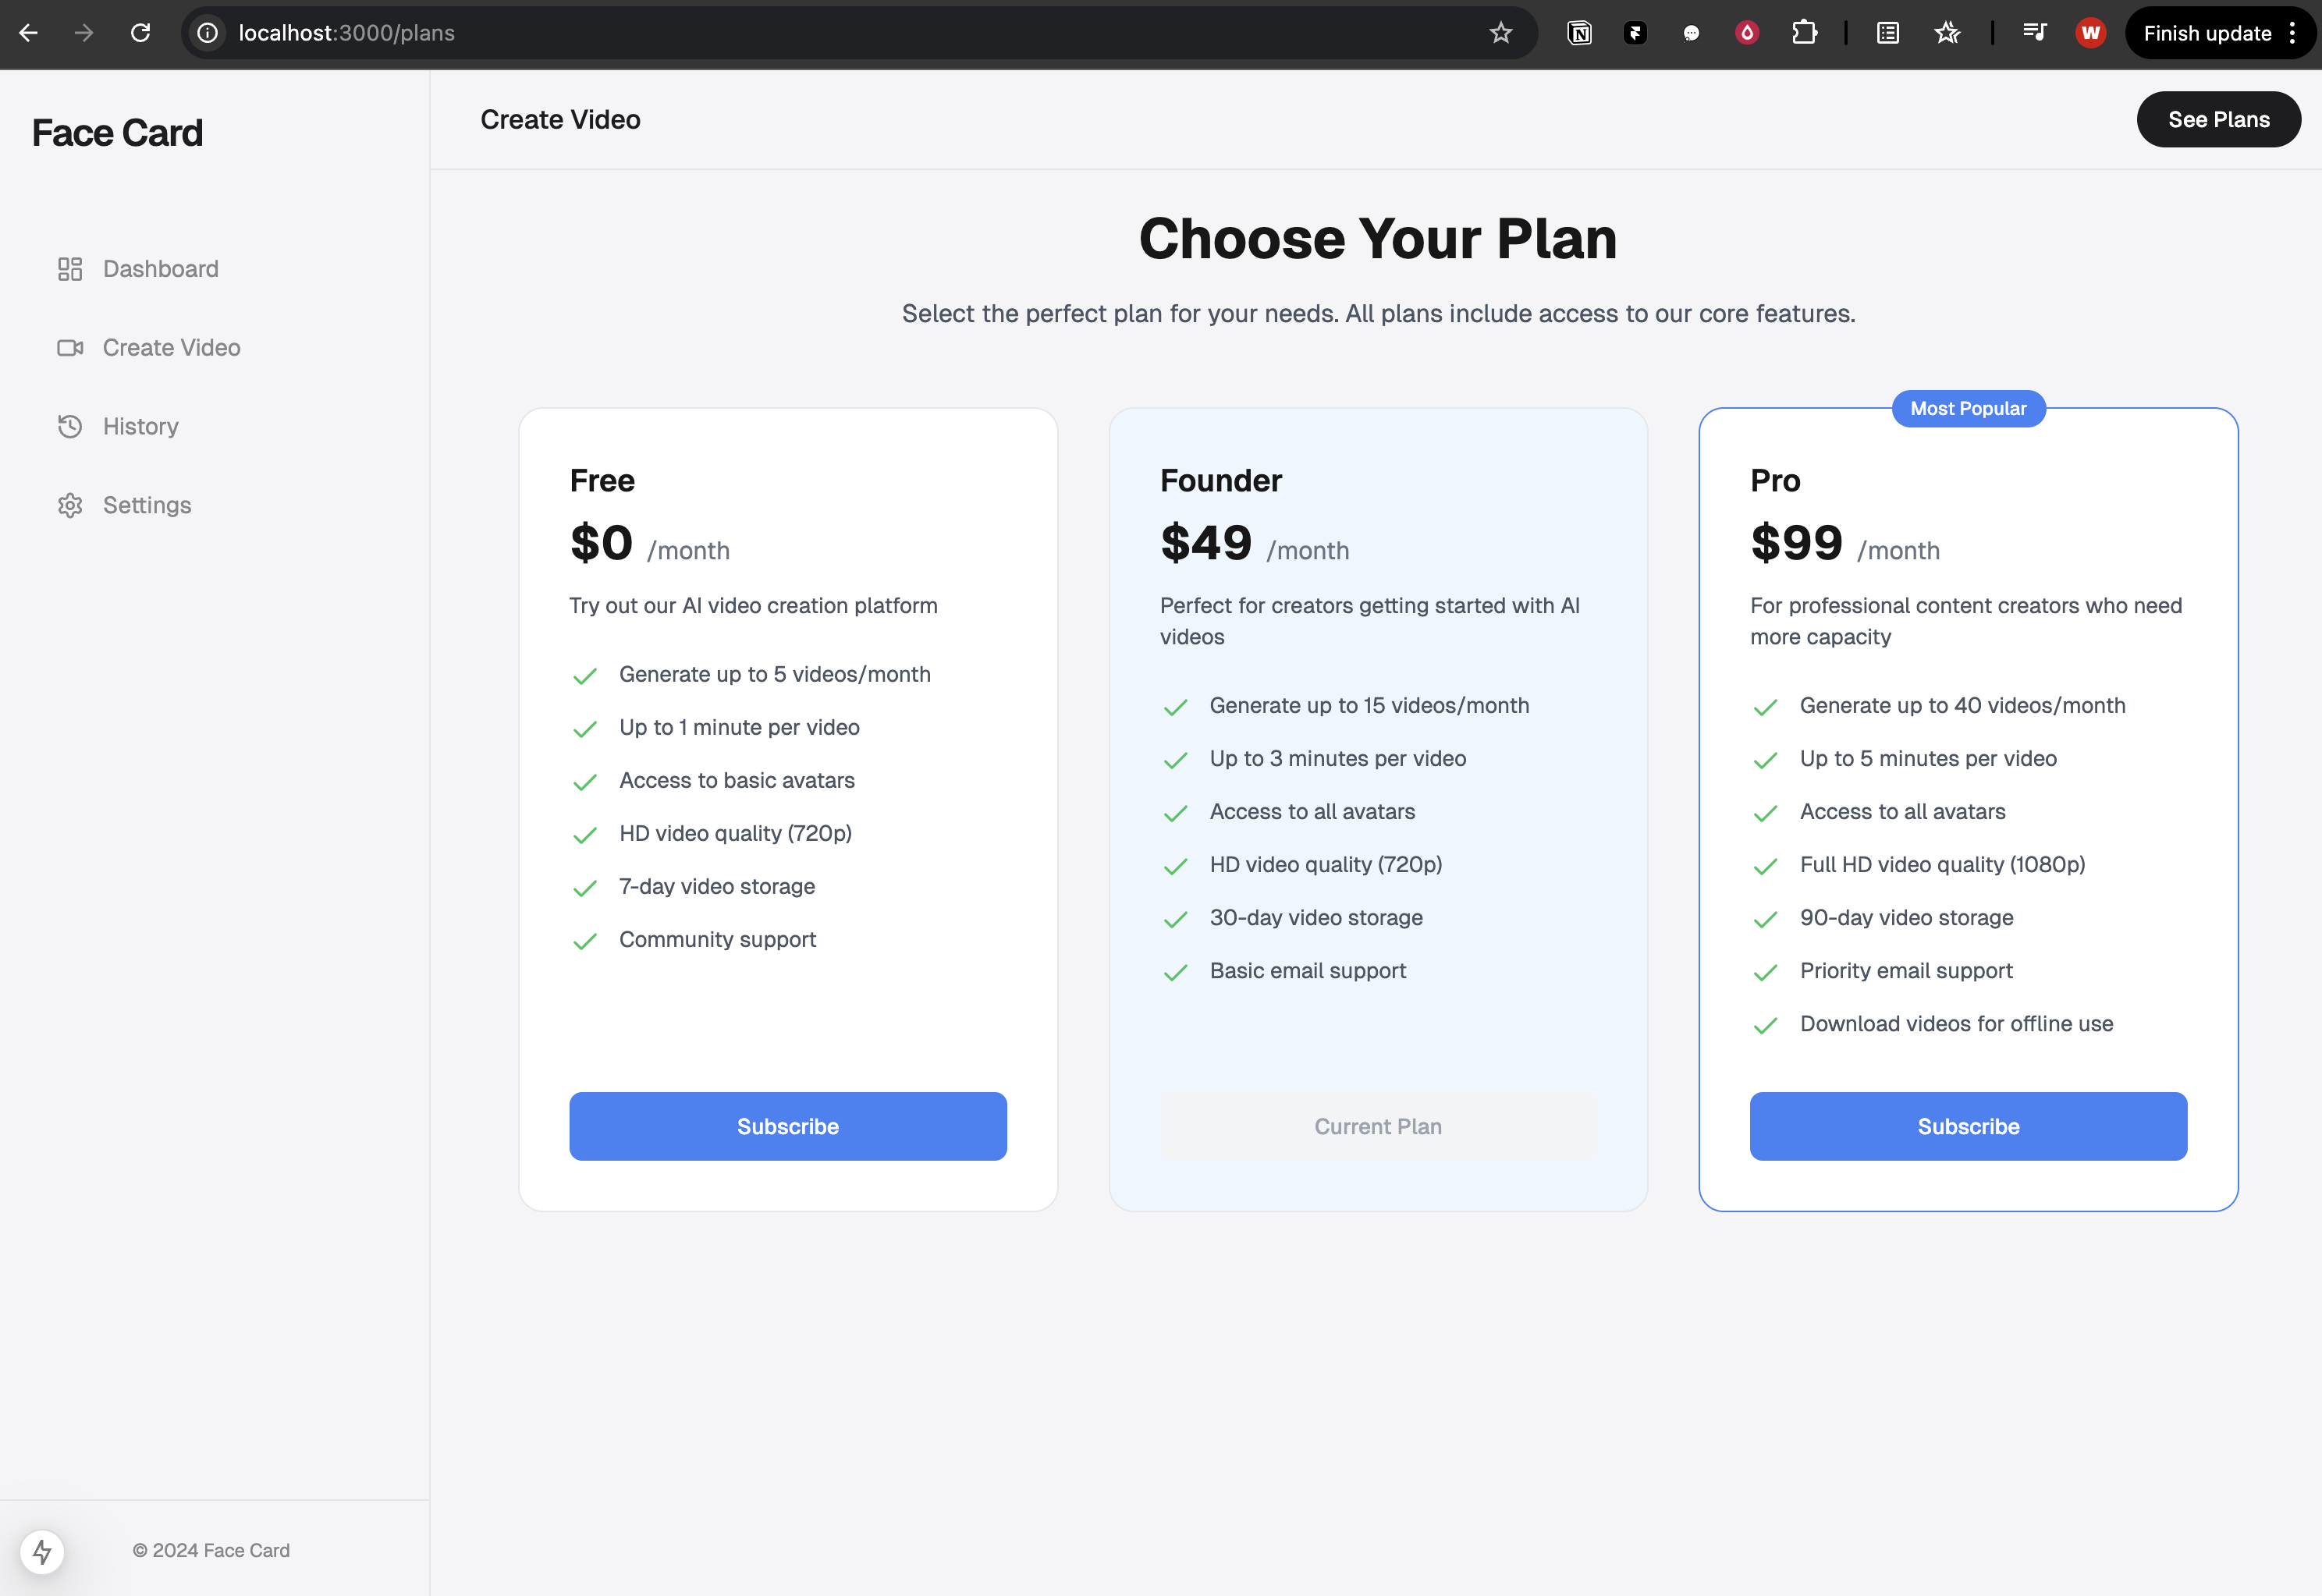 localhost:3000/plans
W
Finish update
Face Card
Create Video
See Plans
Dashboard
Create Video
History
Settings
Choose Your Plan
Select the perfect plan for your needs. All plans include access to our core features.
Free
$0 /month
Try out our AI video creation platform
Generate up to 5 videos/month
Up to 1 minute per video
Access to basic avatars
HD video quality (720p)
7-day video storage
Community support
Subscribe
Founder
$49 /month
Perfect for creators getting started with AI
videos
Generate up to 15 videos/month
Up to 3 minutes per video
Access to all avatars
HD video quality (720p)
30-day video storage
Basic email support
Current Plan
Most Popular
Pro
$99 /month
For professional content creators who need
more capacity
Generate up to 40 videos/month
Up to 5 minutes per video
Access to all avatars
Full HD video quality (1080p)
90-day video storage
Priority email support
Download videos for offline use
Subscribe
© 2024 Face Card